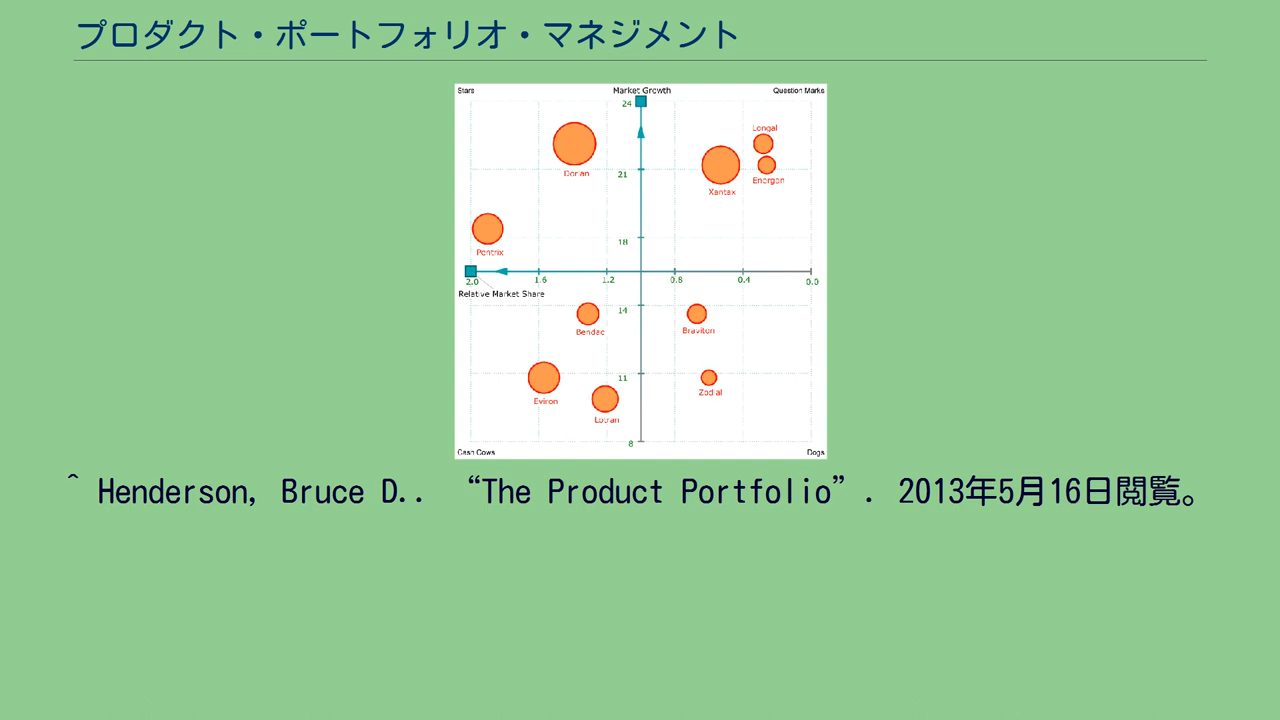 プロダクト・ポートフォリオ・マネジメント
Stars Market Growth Question Marks
24
Longal
Dorian 21 Energon
Xantax
18
Pentrix
2.0 1.6 1.2 0.8 0.4 0.0
Relative Market Share
14
Bendac Braviton
11
Eviron Zodial
Lotran
8
Cash Cows Dogs
^ Henderson, Bruce D.. “The Product Portfolio”. 2013年5月16日閲覧。